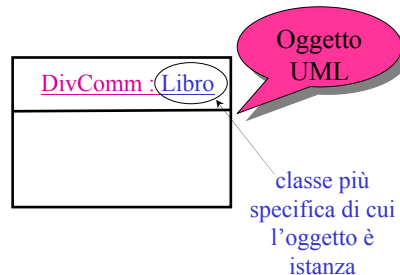 Oggetto
UML
DivComm : Libro
classe più
specifica di cui
l'oggetto è
istanza